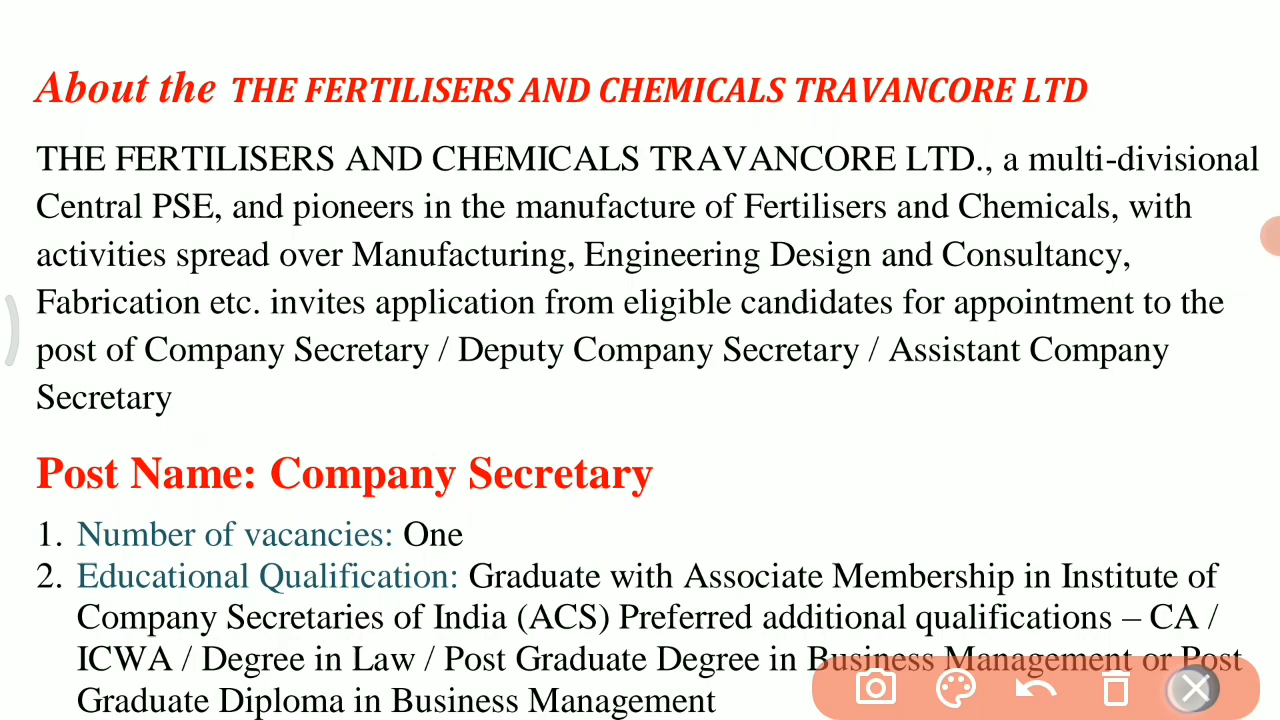 About the THE FERTILISERS AND CHEMICALS TRAVANCORE LTD
THE FERTILISERS AND CHEMICALS TRAVANCORE LTD., a multi-divisional
Central PSE, and pioneers in the manufacture of Fertilisers and Chemicals, with
activities spread over Manufacturing, Engineering Design and Consultancy,
Fabrication etc. invites application from eligible candidates for appointment to the
post of Company Secretary / Deputy Company Secretary / Assistant Company
Secretary
Post Name: Company Secretary
1. Number of vacancies: One
2. Educational Qualification: Graduate with Associate Membership in Institute of
Company Secretaries of India (ACS) Preferred additional qualifications – CA /
ICWA / Degree in Law / Post Graduate Degree in Business Management or Post
Graduate Diploma in Business Management